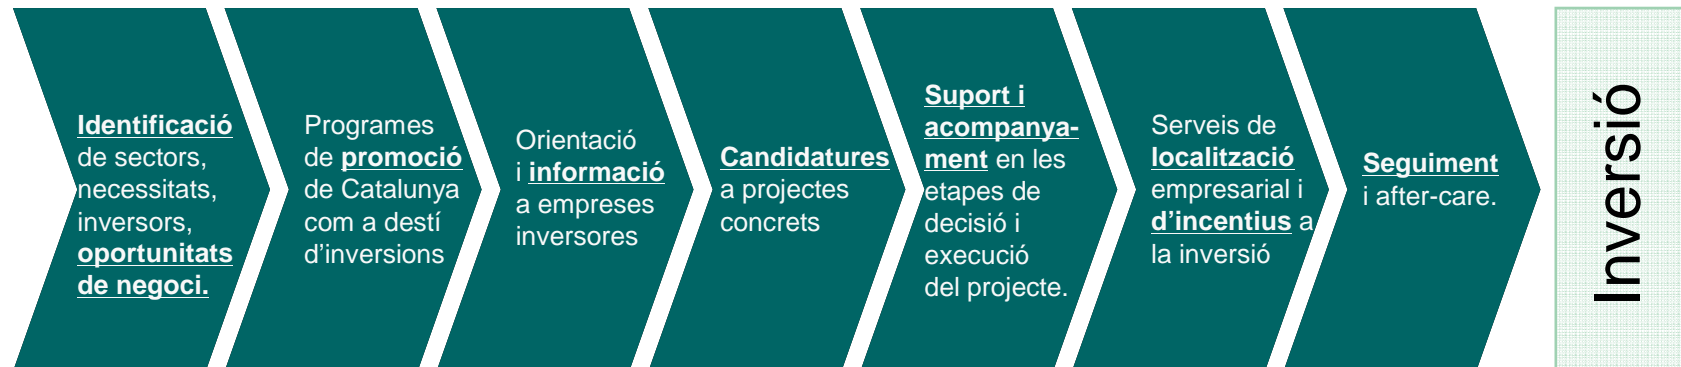 Identificació
de sectors,
necessitats,
inversors,
oportunitats
de negoci.
Programes
de promoció
de Catalunya
com a destí
d'inversions
Orientació
i informació
a empreses
inversores
Candidatures
a projectes
concrets
Suport i
acompanya-
ment en les
etapes de
decisió i
execució
del projecte.
Serveis de
localització
empresarial i
d'incentius a
la inversió
Seguiment
i after-care.
Inversió